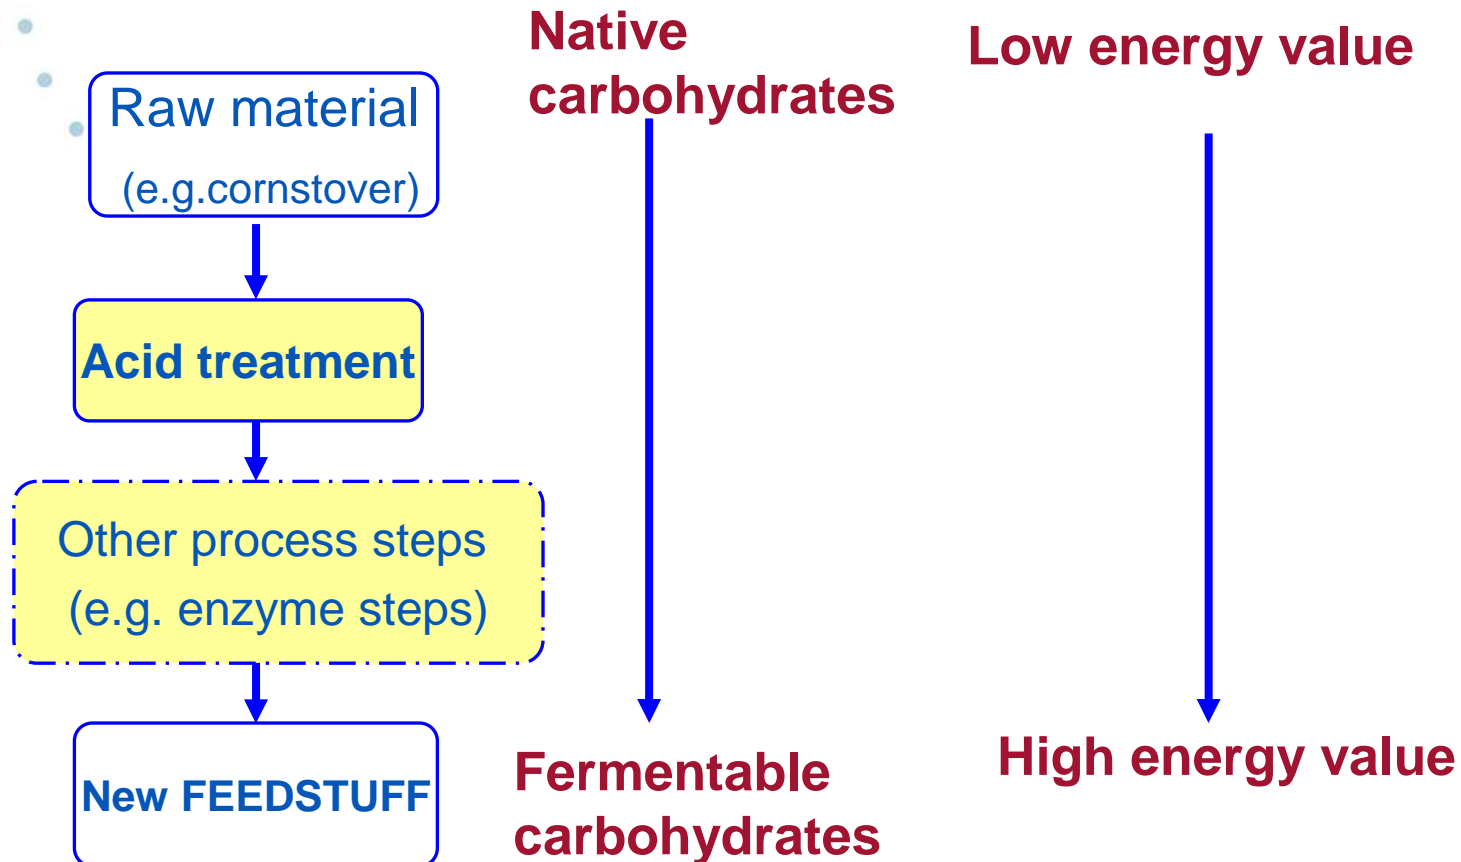 Native
carbohydrates
Low energy value
Raw material
(e.g.cornstover)
Acid treatment
Other process steps
(e.g. enzyme steps)
New FEEDSTUFF
Fermentable
carbohydrates
High energy value